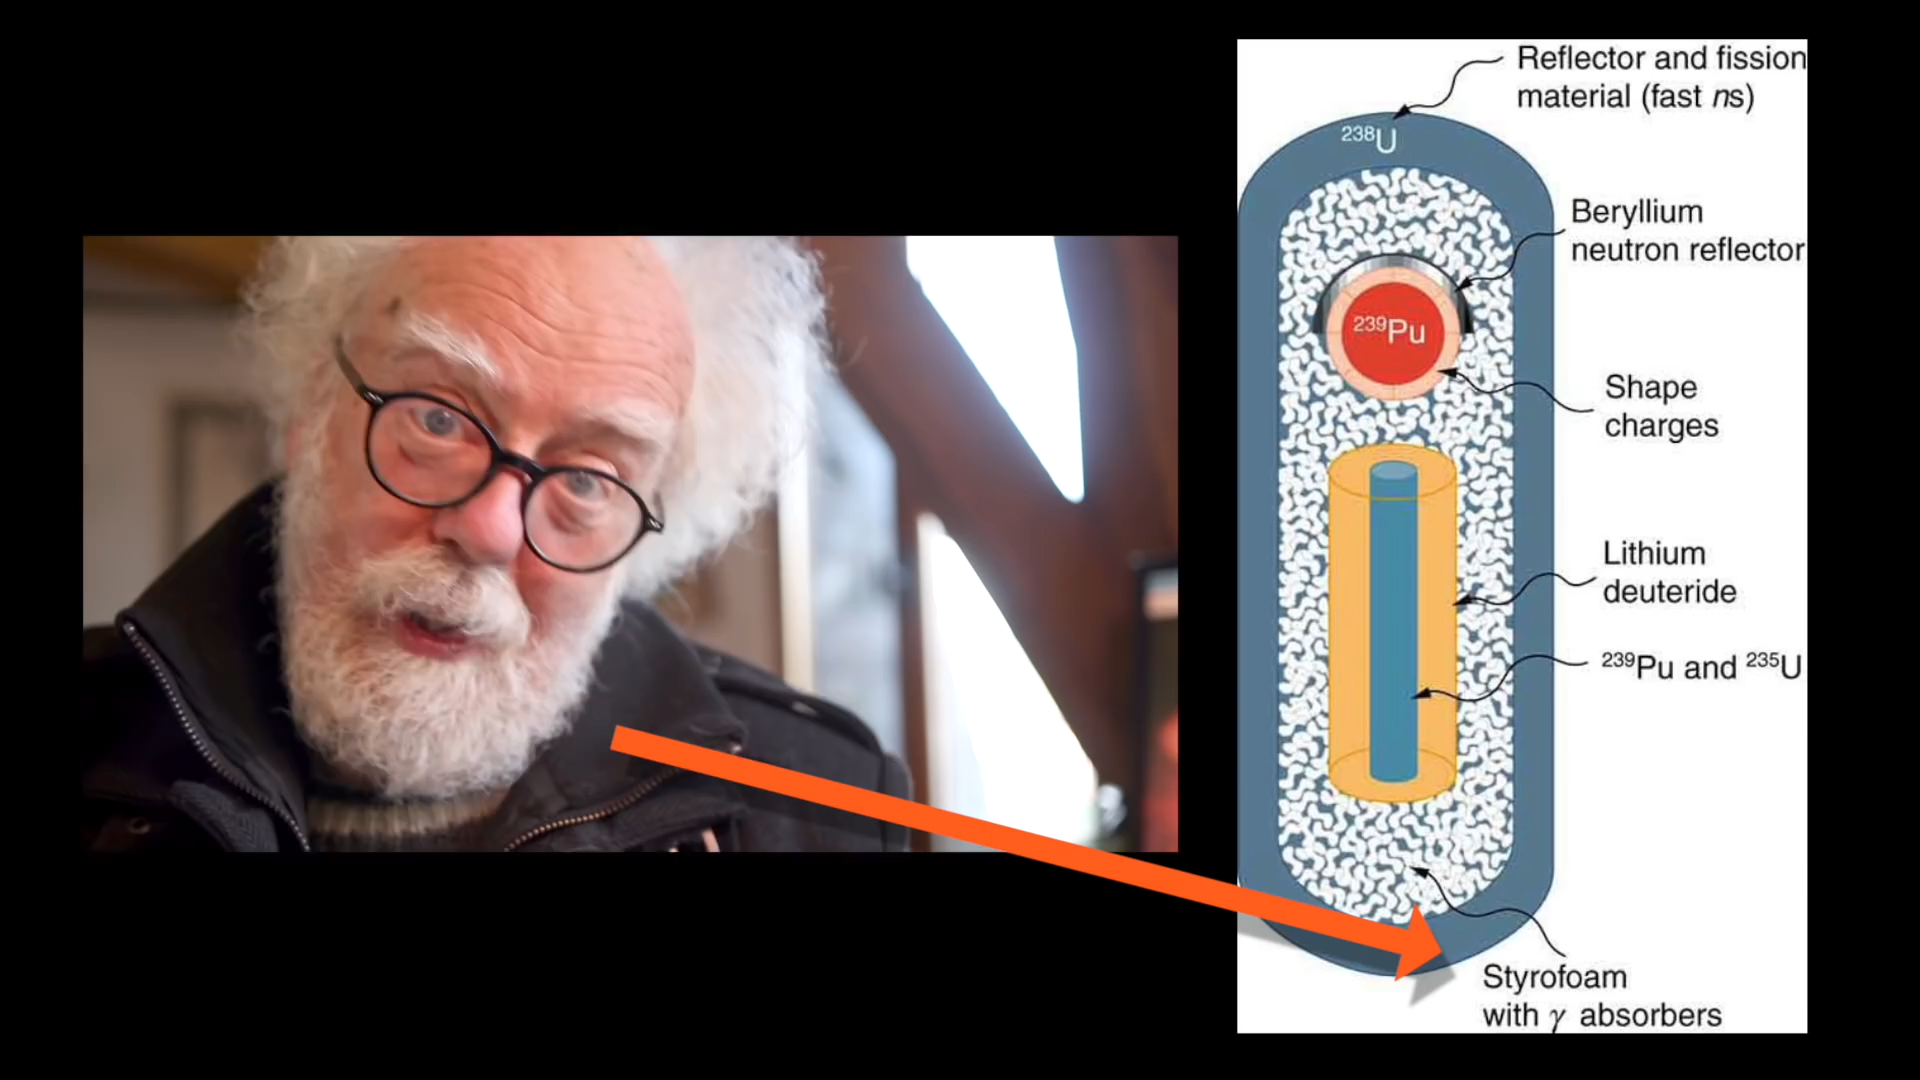 Reflector and fission
material (fast ns)
²³⁸U
Beryllium
neutron reflector
²³⁹Pu
Shape
charges
Lithium
deuteride
²³⁹Pu and ²³⁵U
Styrofoam
with γ absorbers